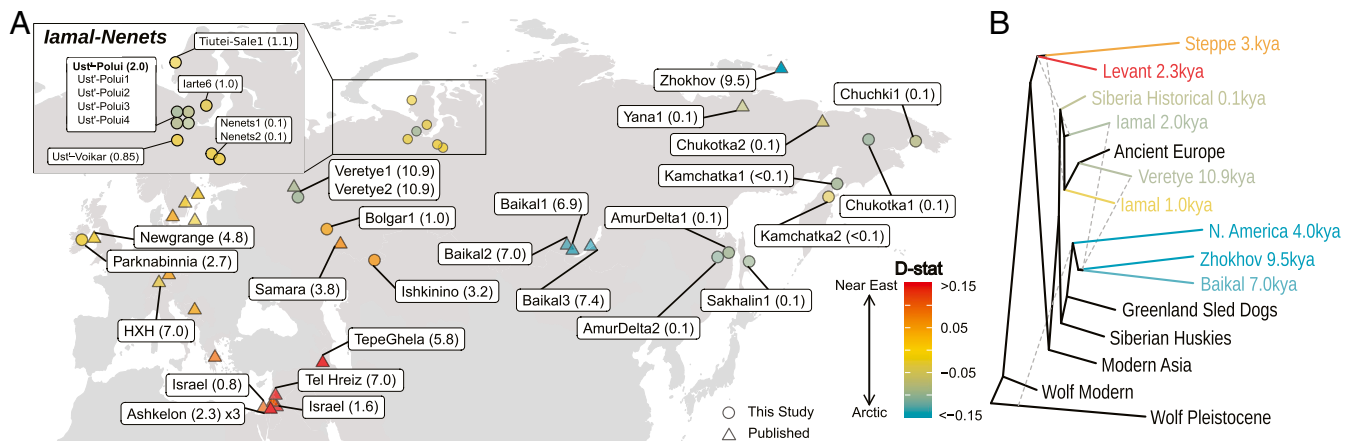 A
Iamal-Nenets
Tiutei-Sale1 (1.1)
Ust'-Polui (2.0)
Ust'-Polui1
Ust'-Polui2
Ust'-Polui3
Ust'-Polui4
Iarte6 (1.0)
Nenets1 (0.1)
Nenets2 (0.1)
Ust'-Voikar (0.85)
Zhokhov (9.5)
Chuchki1 (0.1)
Yana1 (0.1)
Chukotka2 (0.1)
Veretye1 (10.9)
Veretye2 (10.9)
Kamchatka1 (<0.1)
Baikal1 (6.9)
Chukotka1 (0.1)
Bolgar1 (1.0)
AmurDelta1 (0.1)
Newgrange (4.8)
Kamchatka2 (<0.1)
Baikal2 (7.0)
Parknabinnia (2.7)
Samara (3.8)
Ishkinino (3.2)
Baikal3 (7.4)
Sakhalin1 (0.1)
HXH (7.0)
AmurDelta2 (0.1)
TepeGhela (5.8)
Israel (0.8)
Tel Hreiz (7.0)
Ashkelon (2.3) x3
Israel (1.6)
D-stat
Near East
>0.15
0.05
−0.05
Arctic
<−0.15
This Study
Published
B
Steppe 3.kya
Levant 2.3kya
Siberia Historical 0.1kya
Iamal 2.0kya
Ancient Europe
Veretye 10.9kya
Iamal 1.0kya
N. America 4.0kya
Zhokhov 9.5kya
Baikal 7.0kya
Greenland Sled Dogs
Siberian Huskies
Modern Asia
Wolf Modern
Wolf Pleistocene